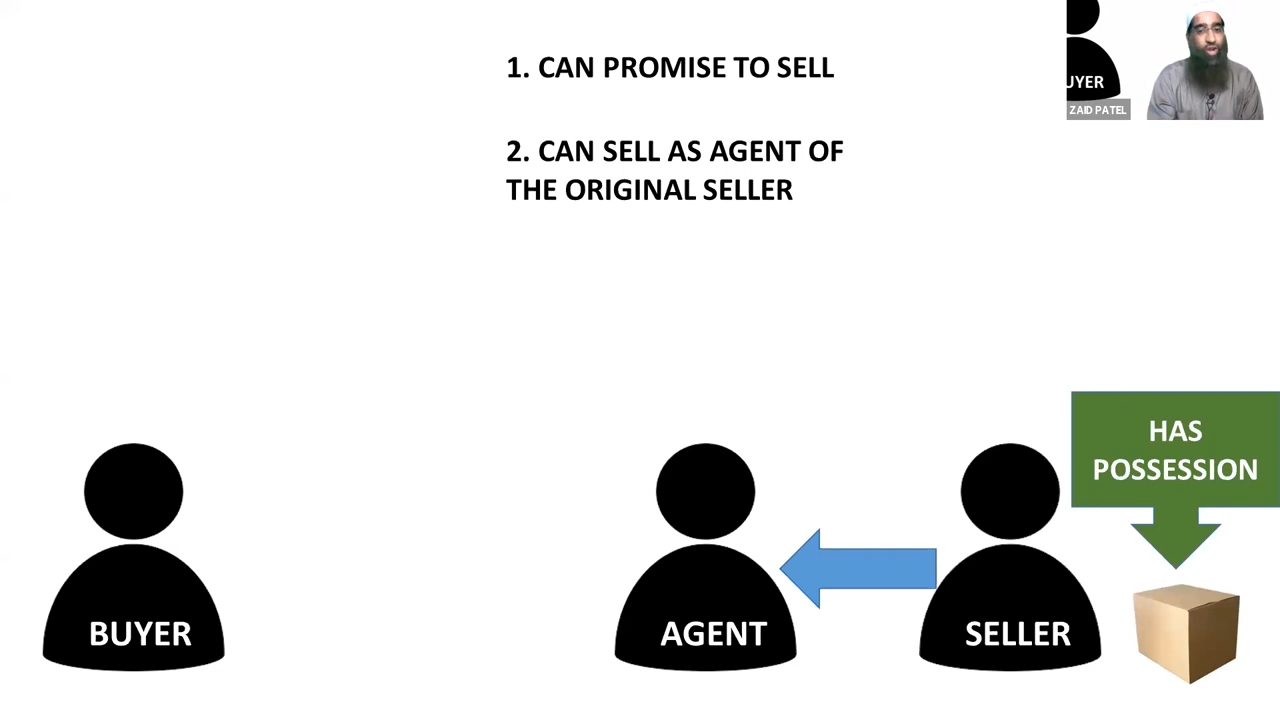 1. CAN PROMISE TO SELL
2. CAN SELL AS AGENT OF
THE ORIGINAL SELLER
UYER
ZAID PATEL
HAS
POSSESSION
BUYER
AGENT
SELLER